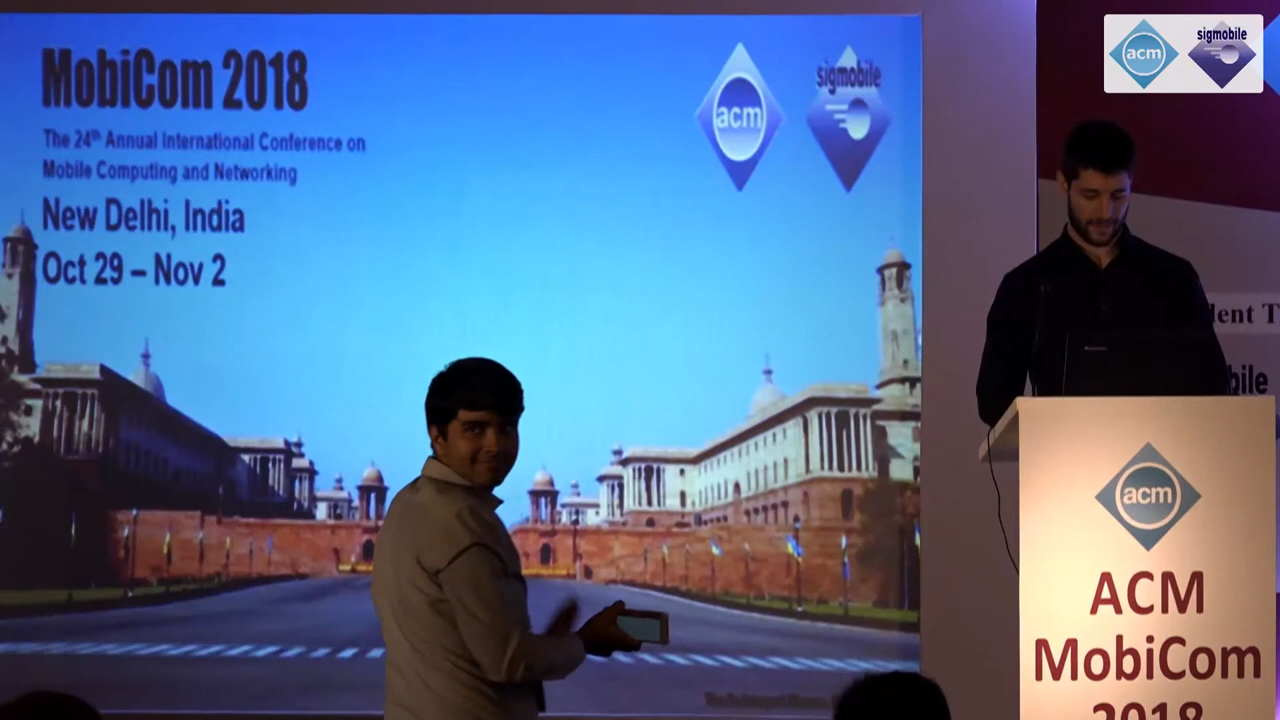 MobiCom 2018
The 24th Annual International Conference on
Mobile Computing and Networking
New Delhi, India
Oct 29 – Nov 2
acm
sigmobile
acm
sigmobile
acm
ACM
MobiCom
2018